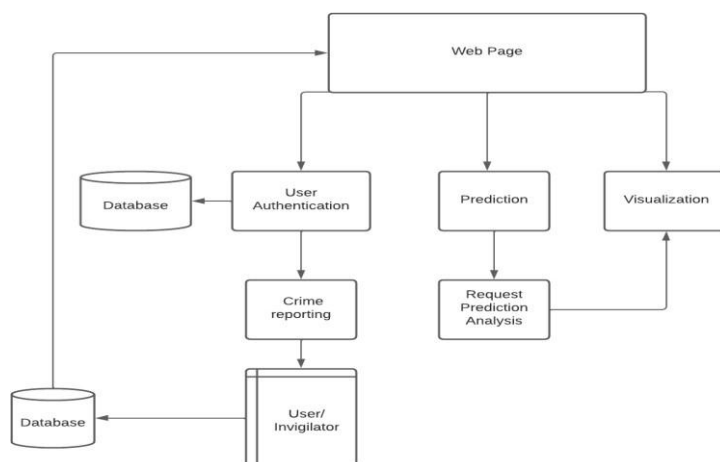 Web Page
Database
User
Authentication
Prediction
Visualization
Crime
reporting
Request
Prediction
Analysis
Database
User/
Invigilator